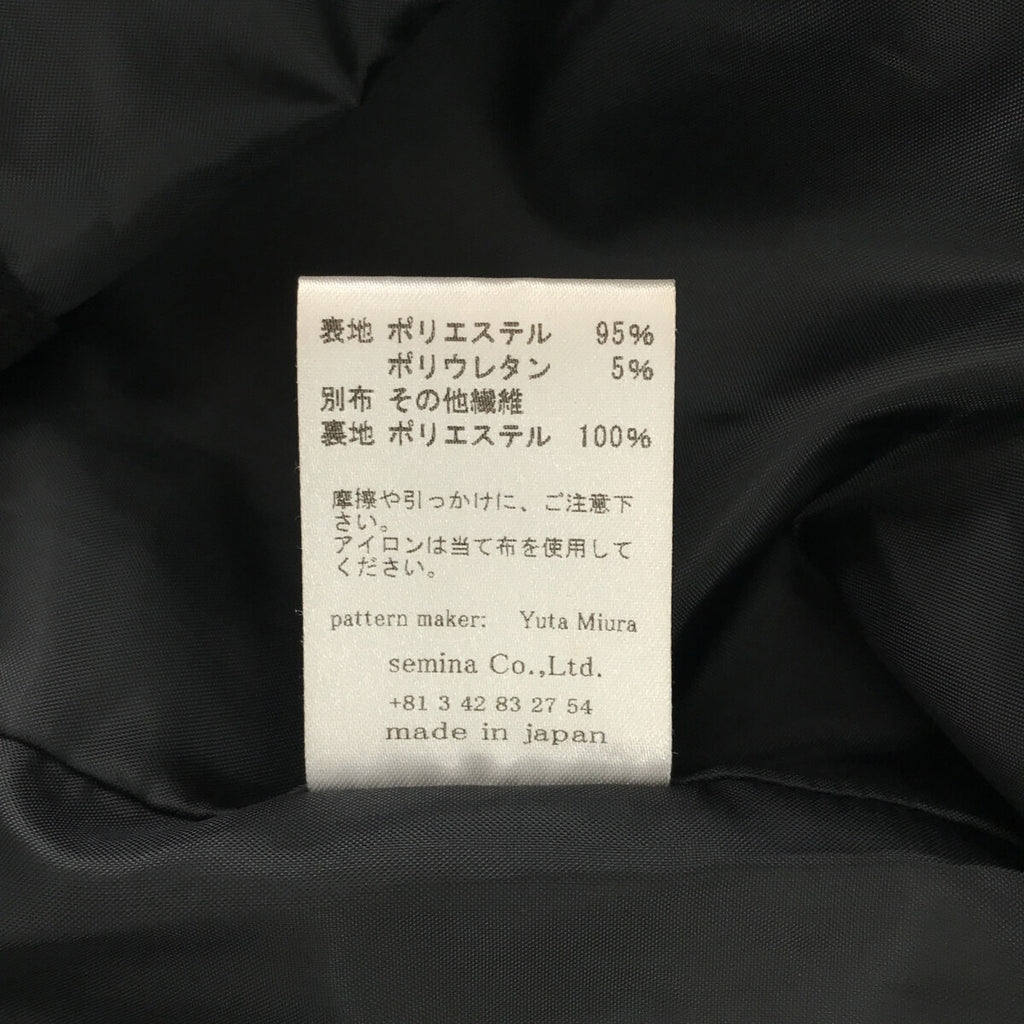 表地 ポリエステル 95%
ポリウレタン 5%
別布 その他繊維
裏地 ポリエステル 100%
摩擦や引っかけに、ご注意下
さい。
アイロンは当て布を使用して
ください。
pattern maker: Yuta Miura
semina Co.,Ltd.
+81 3 42 83 27 54
made in japan